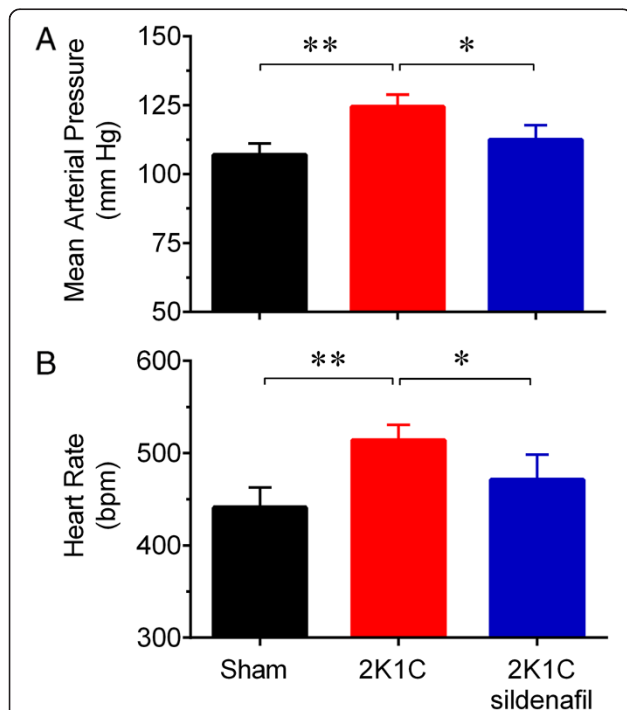 A
Mean Arterial Pressure
(mm Hg)
150
125
100
75
50
** *
B
Heart Rate
(bpm)
600
500
400
300
** *
Sham 2K1C 2K1C
sildenafil